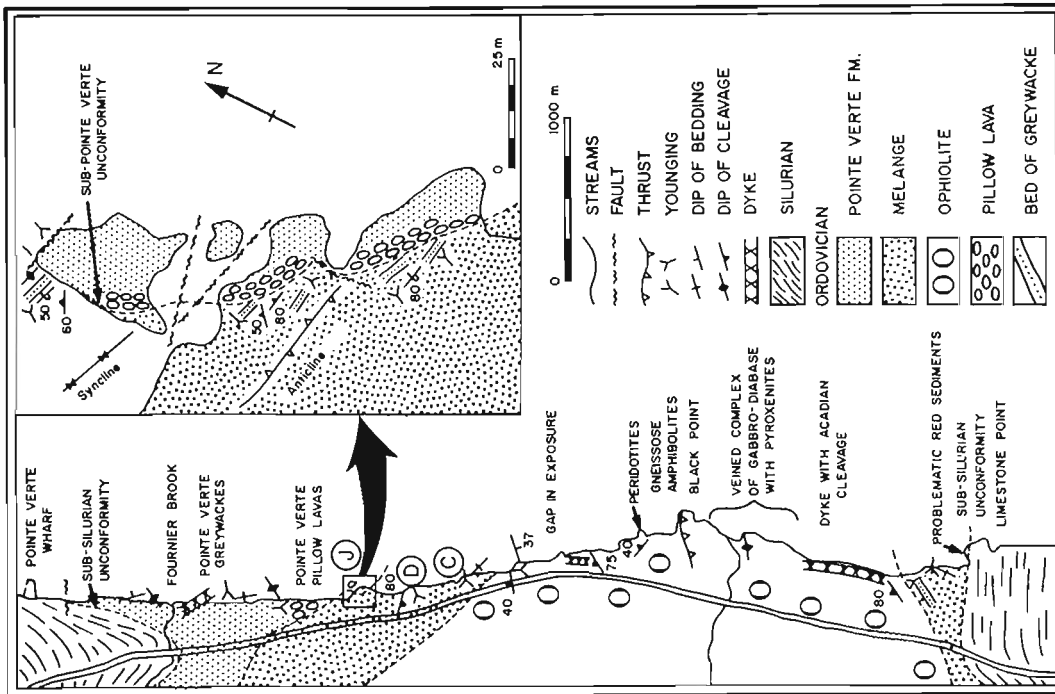 SUB-POINTE VERTE
UNCONFORMITY
N
25 m
0
50
60
Syncline
50
80
80
Anticline
POINTE VERTE
WHARF
SUB-SILURIAN
UNCONFORMITY
FOURNIER BROOK
POINTE VERTE
GREYWACKES
POINTE VERTE
PILLOW LAVAS
J
80
D
C
37
40
GAP IN EXPOSURE
75
40
PERIDOTITES
GNEISSOSE
AMPHIBOLITES
BLACK POINT
VEINED COMPLEX
OF GABBRO-DIABASE
WITH PYROXENITES
DYKE WITH ACADIAN
CLEAVAGE
80
PROBLEMATIC RED SEDIMENTS
SUB-SILURIAN
UNCONFORMITY
LIMESTONE POINT
1000 m
0
STREAMS
FAULT
THRUST
YOUNGING
DIP OF BEDDING
DIP OF CLEAVAGE
DYKE
SILURIAN
ORDOVICIAN
POINTE VERTE FM.
MELANGE
OPHIOLITE
PILLOW LAVA
BED OF GREYWACKE